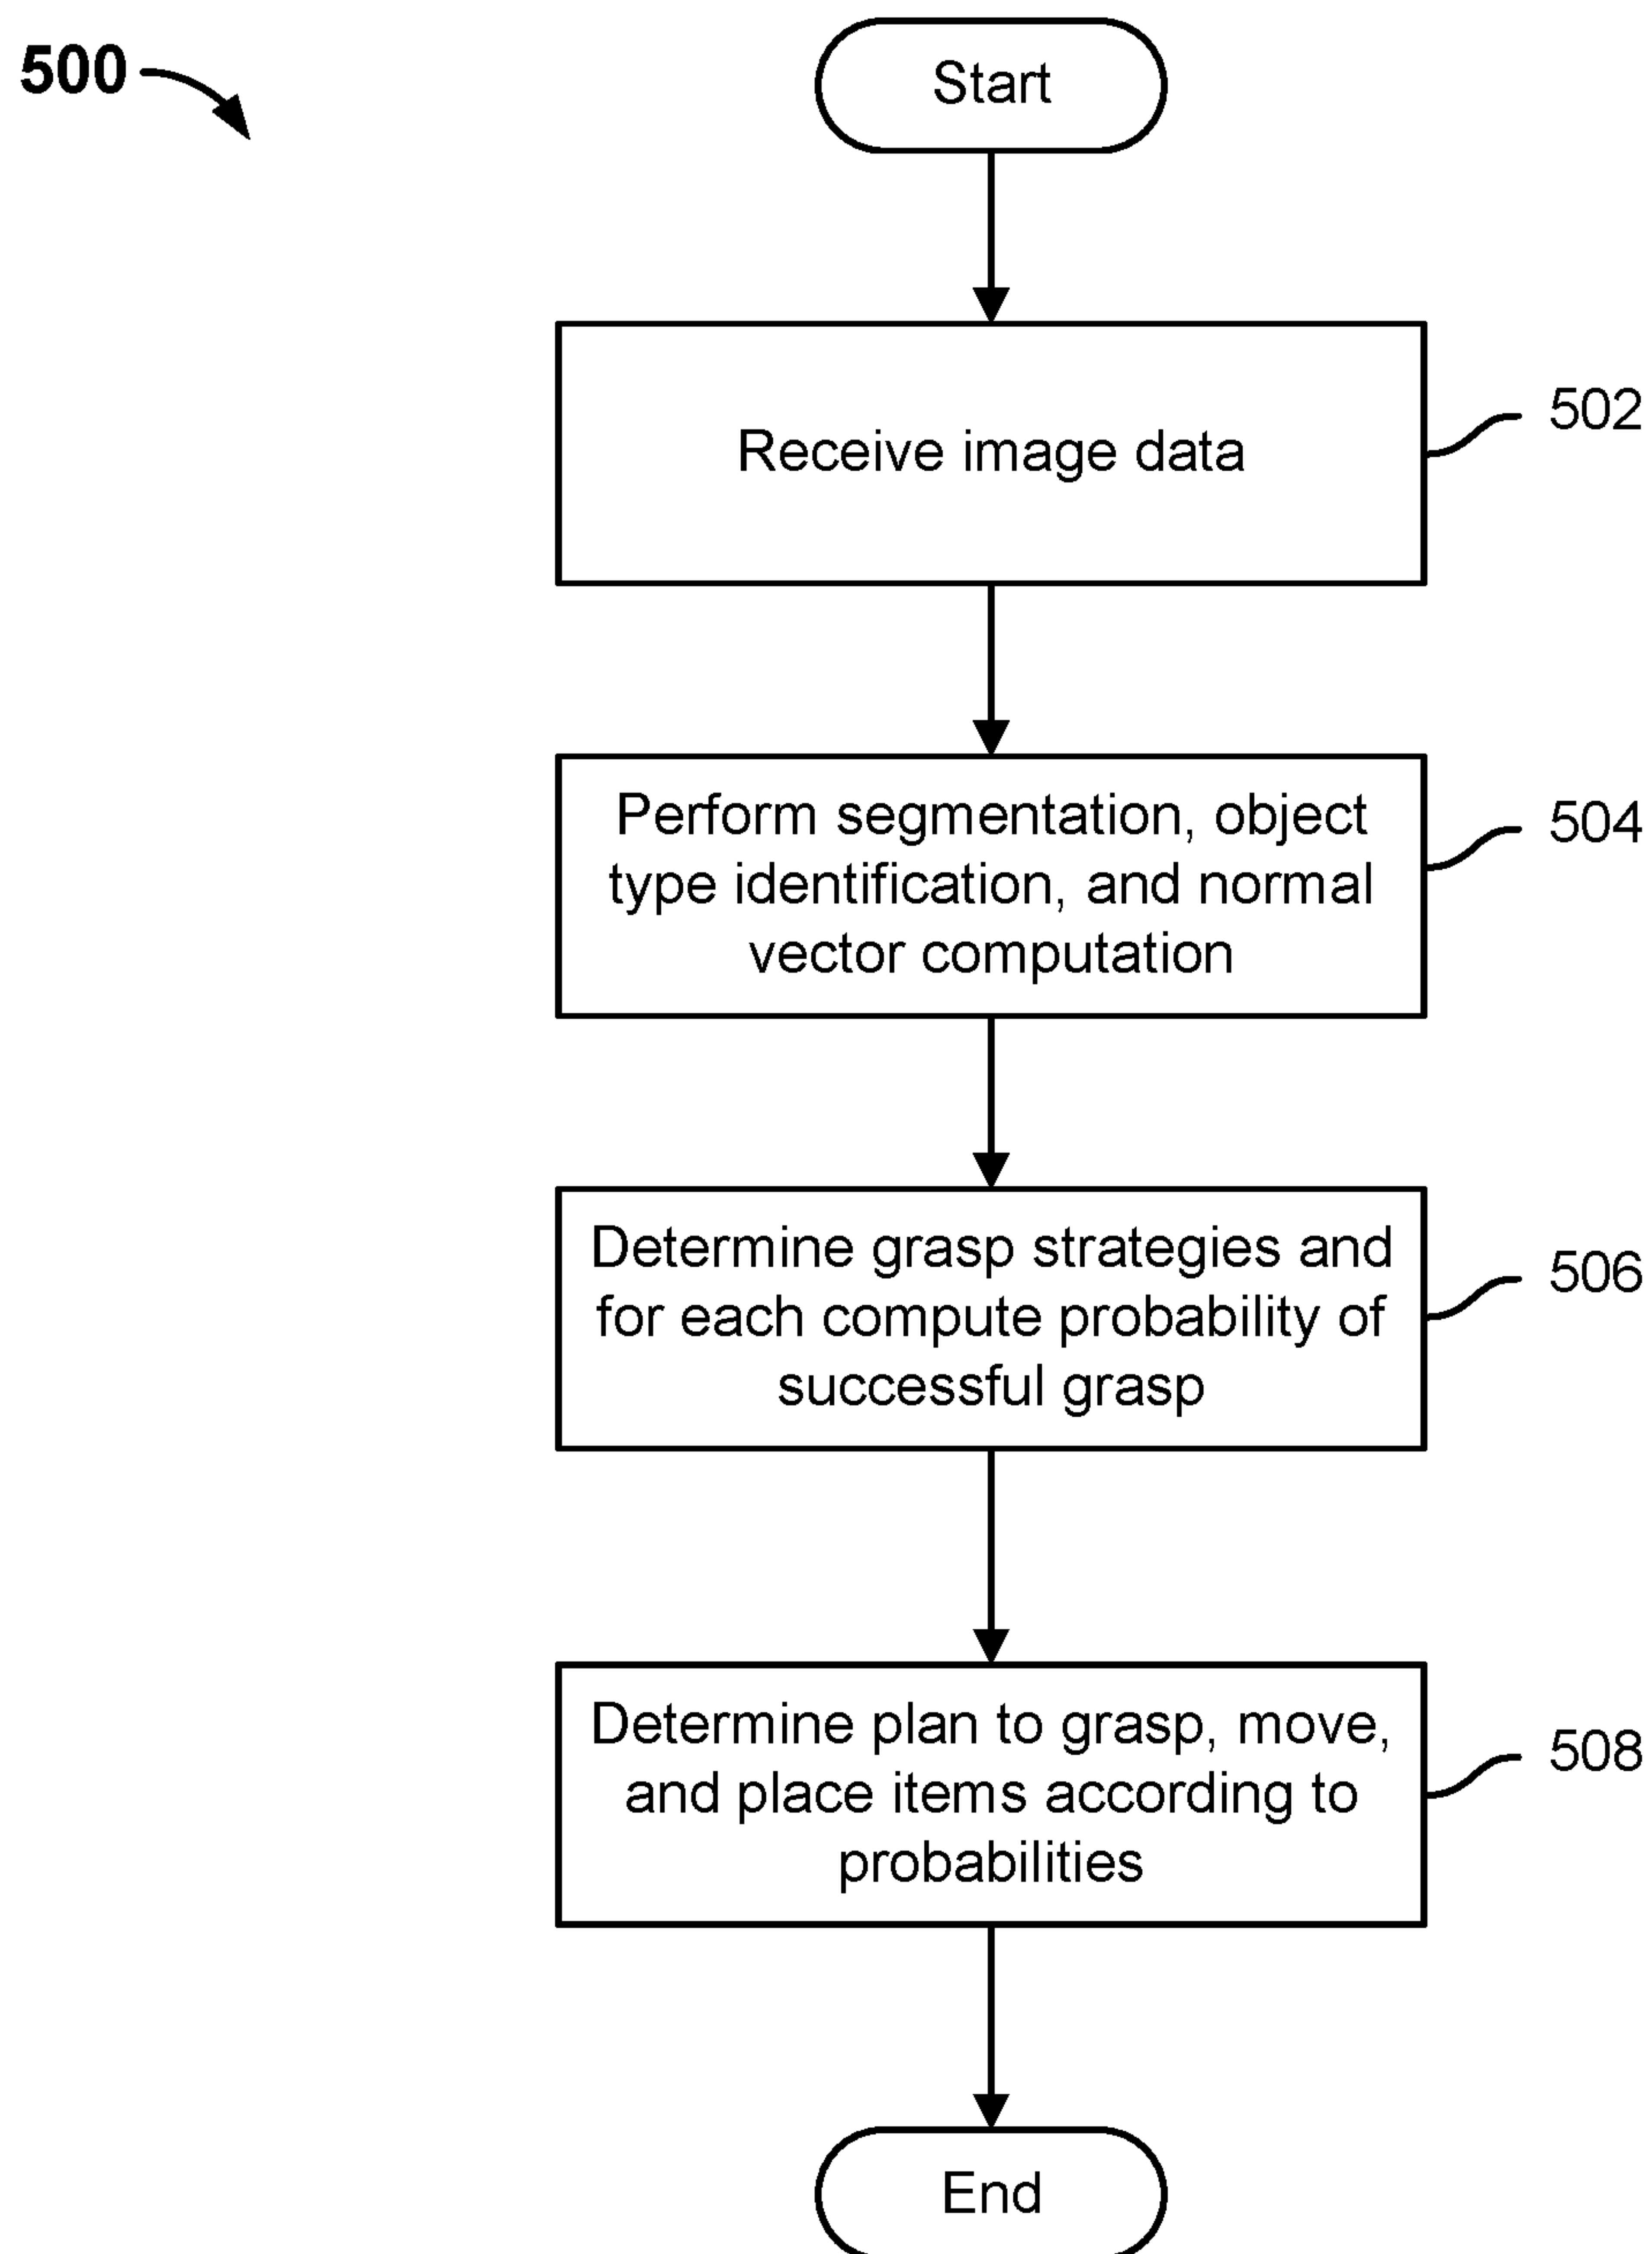 500
Start
Receive image data
502
Perform segmentation, object
type identification, and normal
vector computation
504
Determine grasp strategies and
for each compute probability of
successful grasp
506
Determine plan to grasp, move,
and place items according to
probabilities
508
End